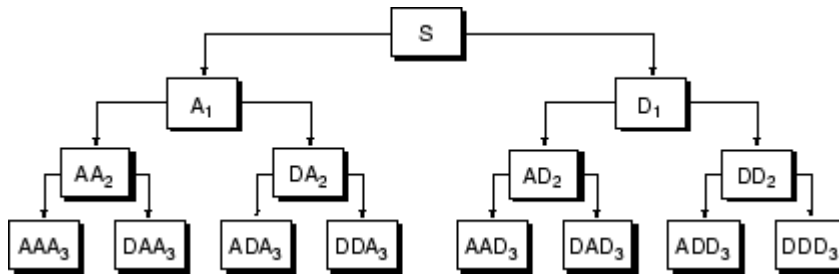 S
A₁ D₁
AA₂ DA₂ AD₂ DD₂
AAA₃ DAA₃ ADA₃ DDA₃ AAD₃ DAD₃ ADD₃ DDD₃